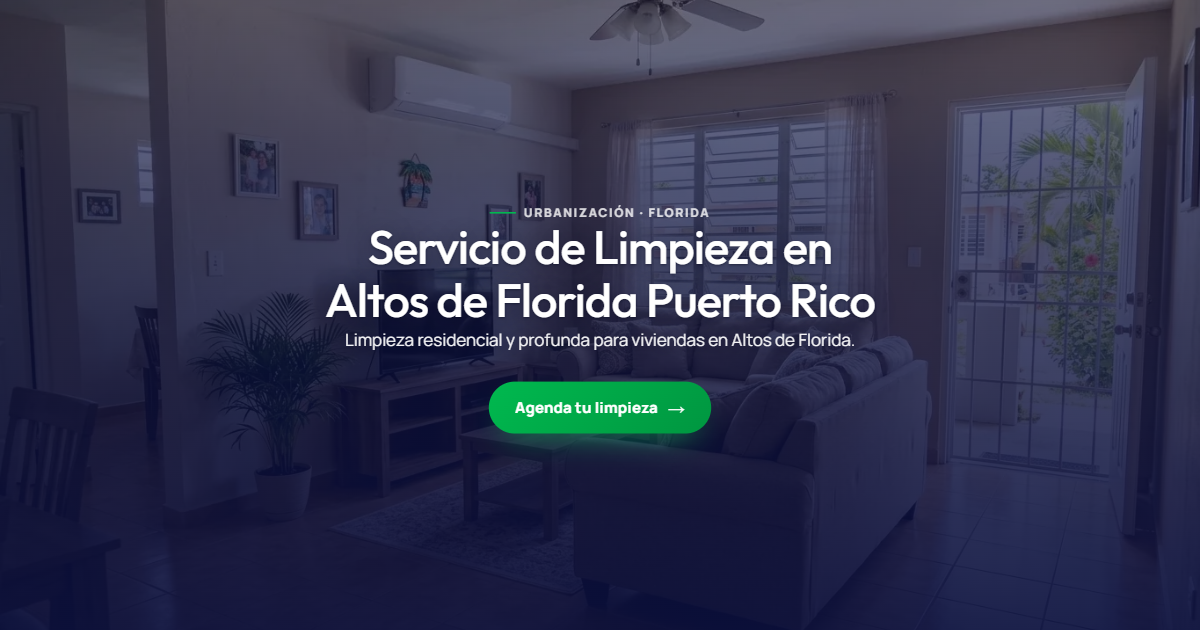 URBANIZACIÓN · FLORIDA
Servicio de Limpieza en
Altos de Florida Puerto Rico
Limpieza residencial y profunda para viviendas en Altos de Florida.
Agenda tu limpieza →